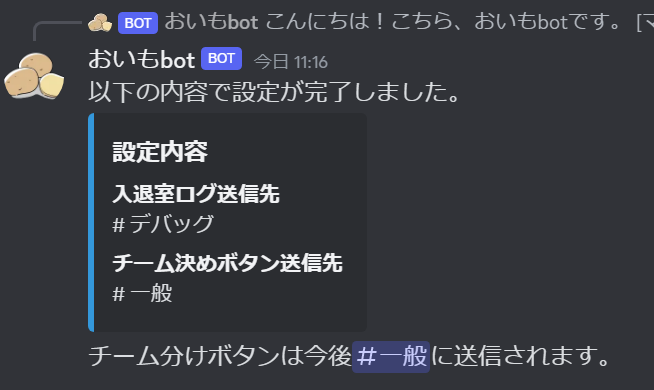 BOT おいもbot こんにちは！こちら、おいもbotです。
おいもbot BOT 今日 11:16
以下の内容で設定が完了しました。
設定内容
入退室ログ送信先
# デバッグ
チーム決めボタン送信先
# 一般
チーム分けボタンは今後#一般に送信されます。